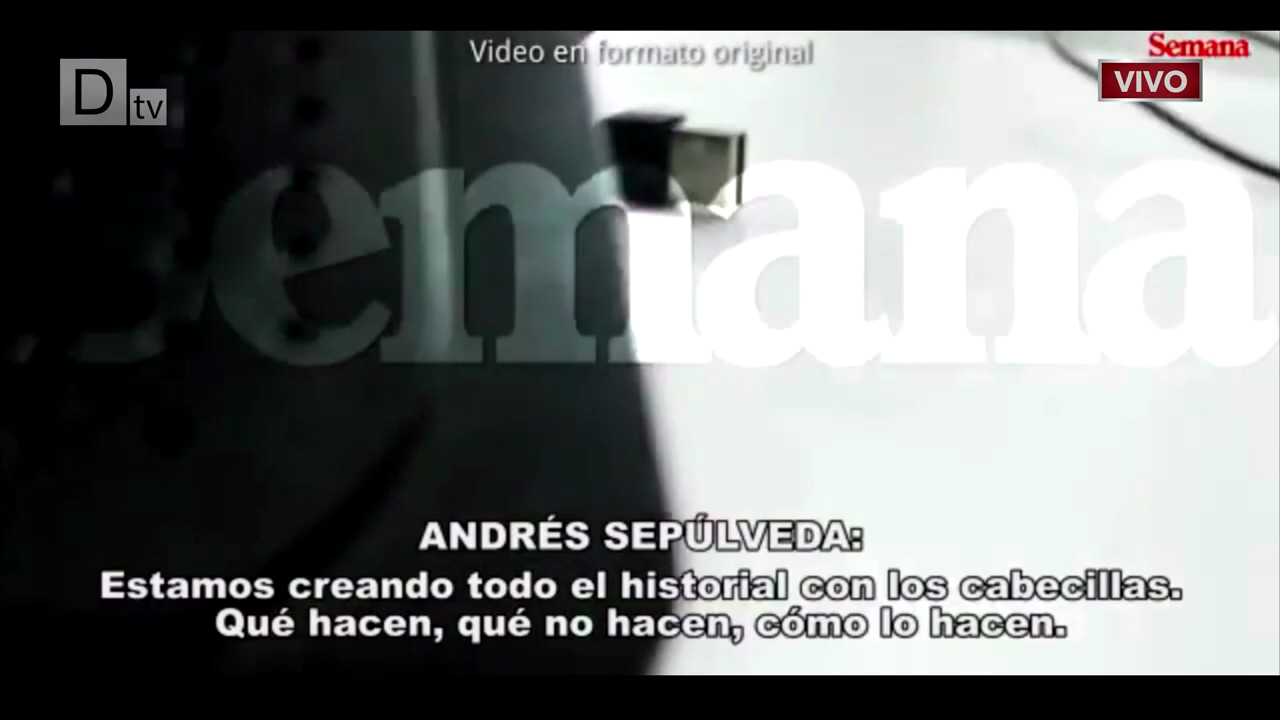 Video en formato original
Semana
D tv
VIVO
Semana
ANDRÉS SEPÚLVEDA:
Estamos creando todo el historial con los cabecillas.
Qué hacen, qué no hacen, cómo lo hacen.